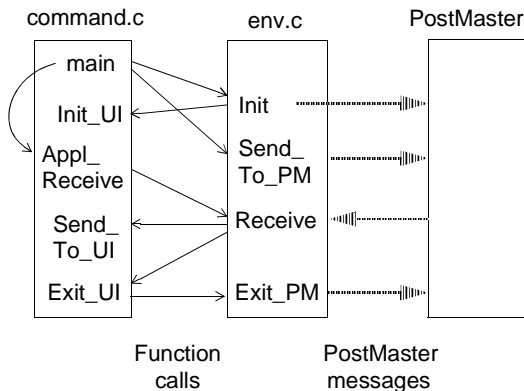 command.c
env.c
PostMaster
main
Init_UI
Appl_
Receive
Send_
To_UI
Exit_UI
Init
Send_
To_PM
Receive
Exit_PM
Function
calls
PostMaster
messages